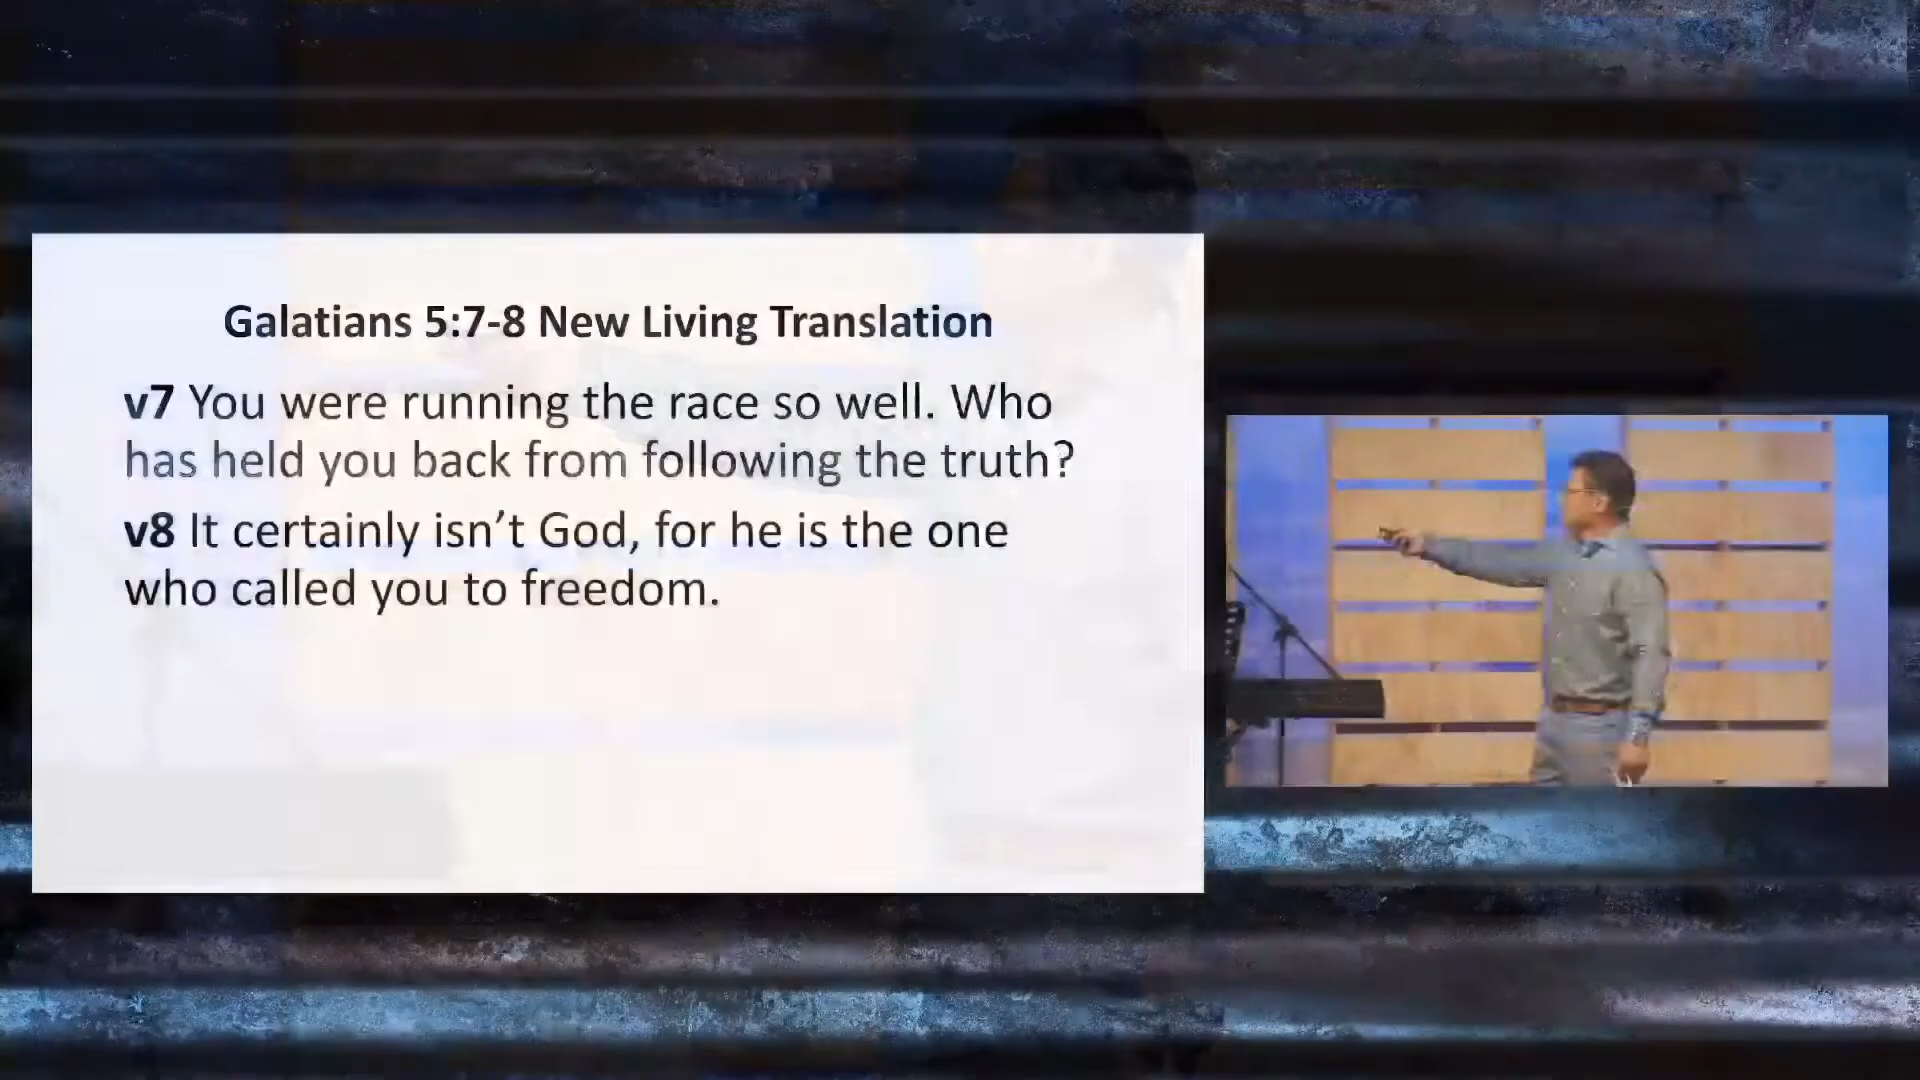 Galatians 5:7-8 New Living Translation
v7 You were running the race so well. Who
has held you back from following the truth?
v8 It certainly isn’t God, for he is the one
who called you to freedom.